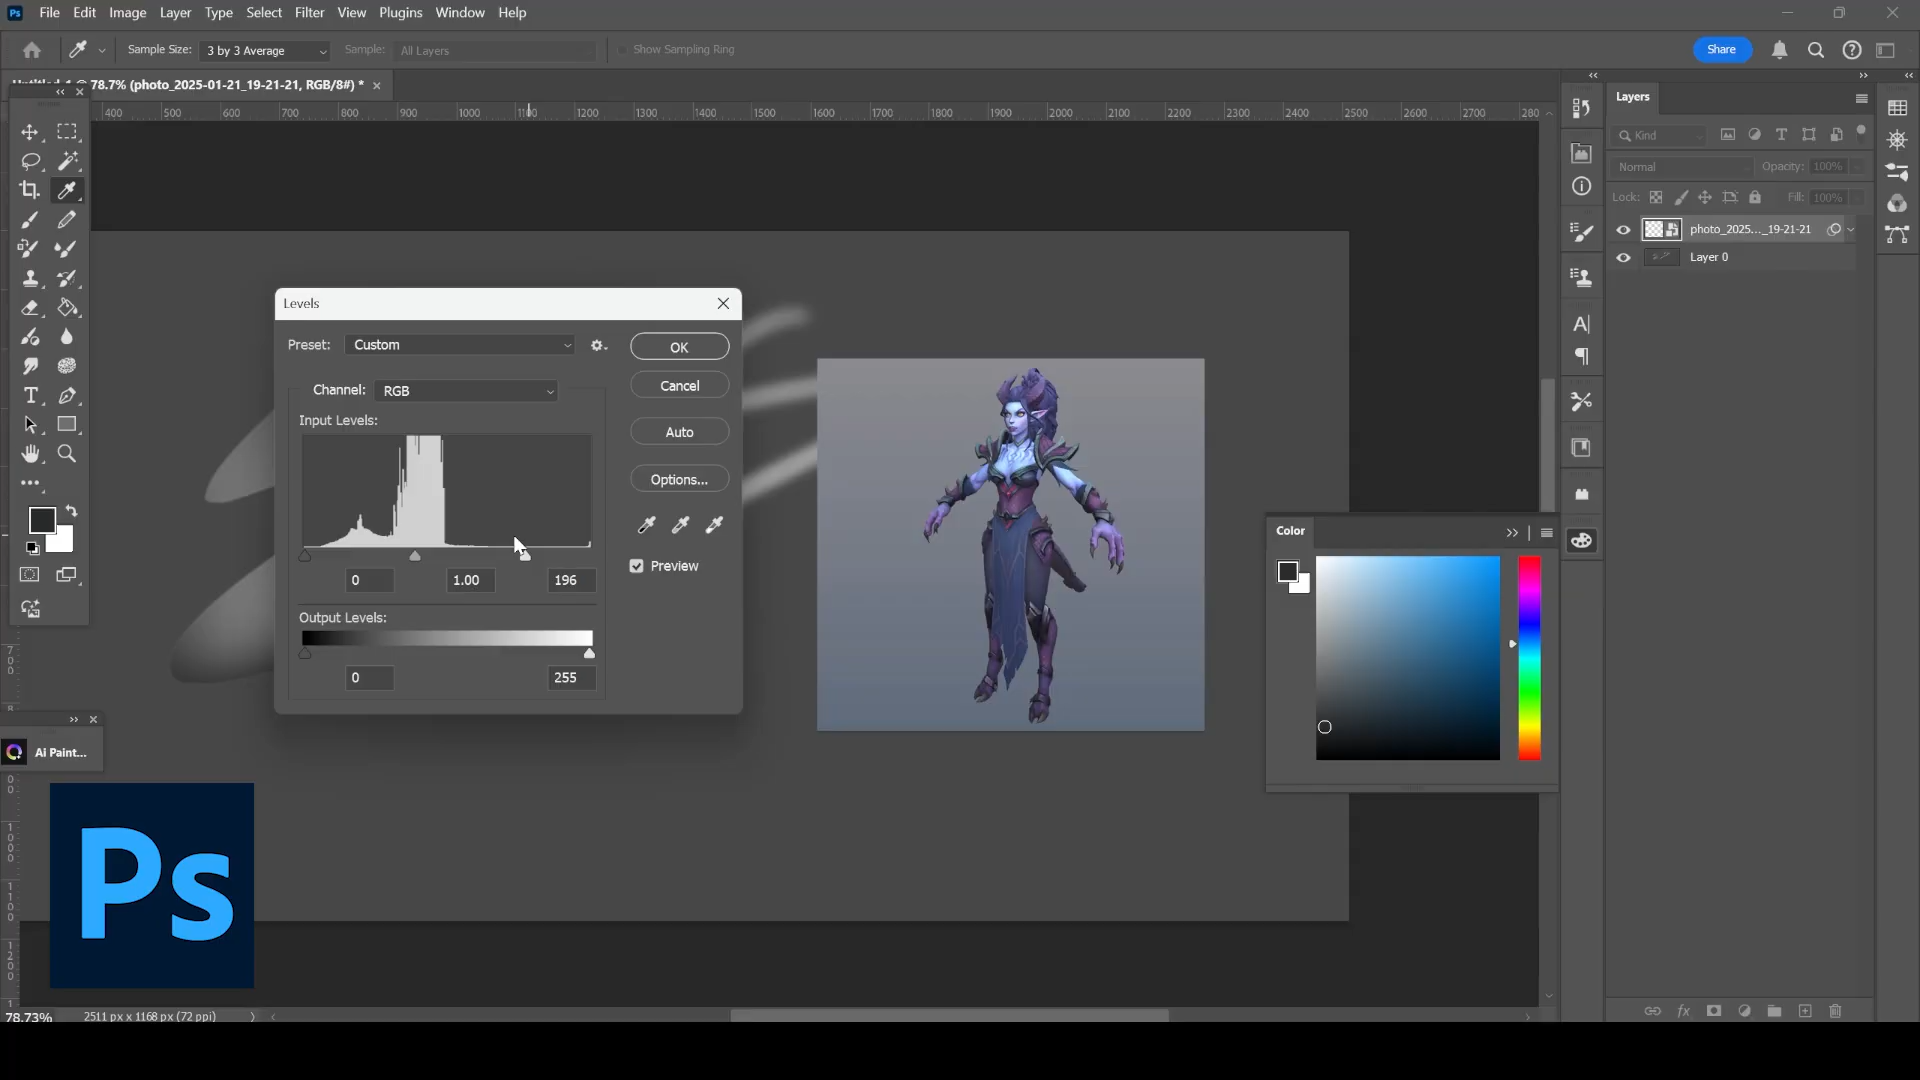 Ps File Edit Image Layer Type Select Filter View Plugins Window Help
Sample Size: 3 by 3 Average Sample: All Layers Show Sampling Ring Share
78.7% (photo_2025-01-21_19-21-21, RGB/8#) *
400 500 600 700 800 900 1000 1100 1200 1300 1400 1500 1600 1700 1800 1900 2000 2100 2200 2300 2400 2500 2600 2700 280
Layers
Kind
Normal Opacity: 100%
Lock: Fill: 100%
photo_2025..._19-21-21
Layer 0
Levels
Preset: Custom
OK
Channel: RGB
Cancel
Input Levels:
Auto
Options...
0 1.00 196
Preview
Output Levels:
0 255
Color
Ai Paint...
Ps
78.73% 2511 px x 1168 px (72 ppi)